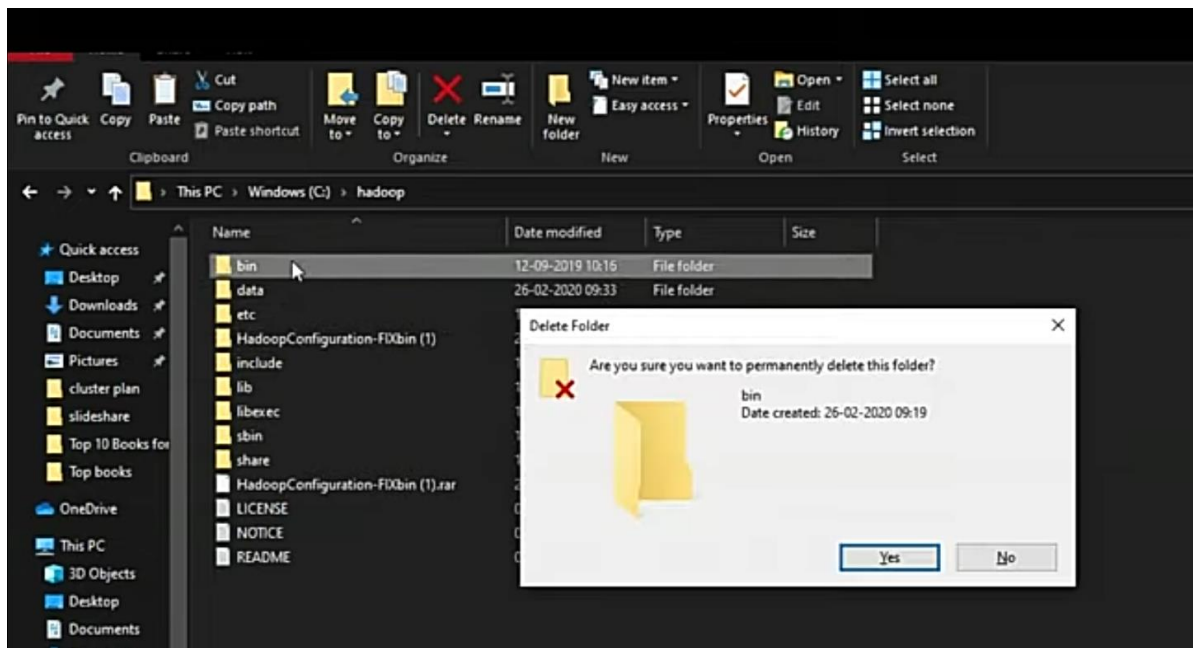 Pin to Quick access
Copy
Paste
Cut
Copy path
Paste shortcut
Move to
Copy to
Delete
Rename
New folder
New item
Easy access
Properties
Open
Edit
History
Select all
Select none
Invert selection
Clipboard
Organize
New
Open
Select
This PC > Windows (C:) > hadoop
Name Date modified Type Size
Quick access
Desktop
Downloads
Documents
Pictures
cluster plan
slideshare
Top 10 Books for
Top books
OneDrive
This PC
3D Objects
Desktop
Documents
bin 12-09-2019 10:16 File folder
data 26-02-2020 09:33 File folder
etc
HadoopConfiguration-FIXbin (1)
include
lib
libexec
sbin
share
HadoopConfiguration-FIXbin (1).rar
LICENSE
NOTICE
README
Delete Folder
Are you sure you want to permanently delete this folder?
bin
Date created: 26-02-2020 09:19
Yes
No